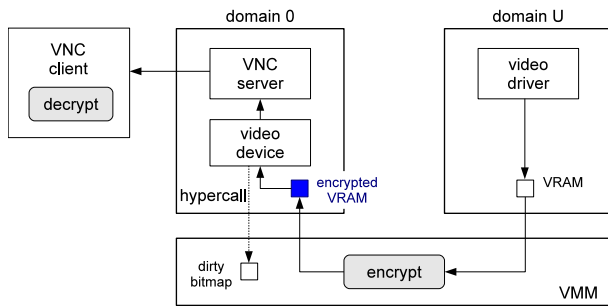 domain 0
domain U
VNC
client
decrypt
VNC
server
video
driver
video
device
hypercall
encrypted
VRAM
VRAM
dirty
bitmap
encrypt
VMM